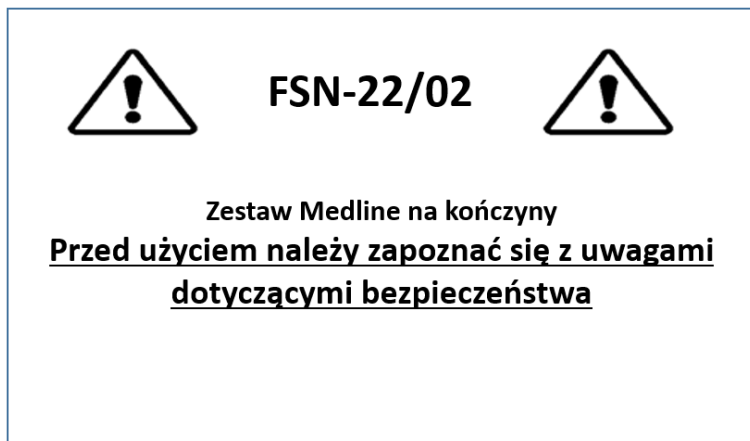 FSN-22/02
Zestaw Medline na kończyny
Przed użyciem należy zapoznać się z uwagami
dotyczącymi bezpieczeństwa